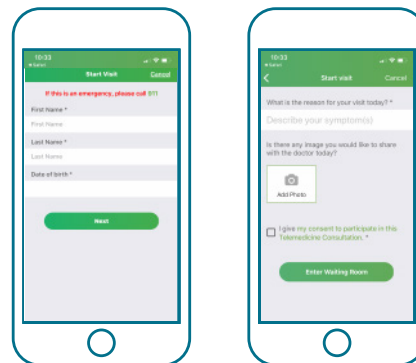 10:33
Safari
Start Visit
Cancel
If this is an emergency, please call 911
First Name *
First Name
Last Name *
Last Name
Date of birth *
Next
10:33
Safari
Start visit
Cancel
What is the reason for your visit today? *
Describe your symptom(s)
Is there any image you would like to share
with the doctor today?
Add Photo
I give my consent to participate in this
Telemedicine Consultation. *
Enter Waiting Room